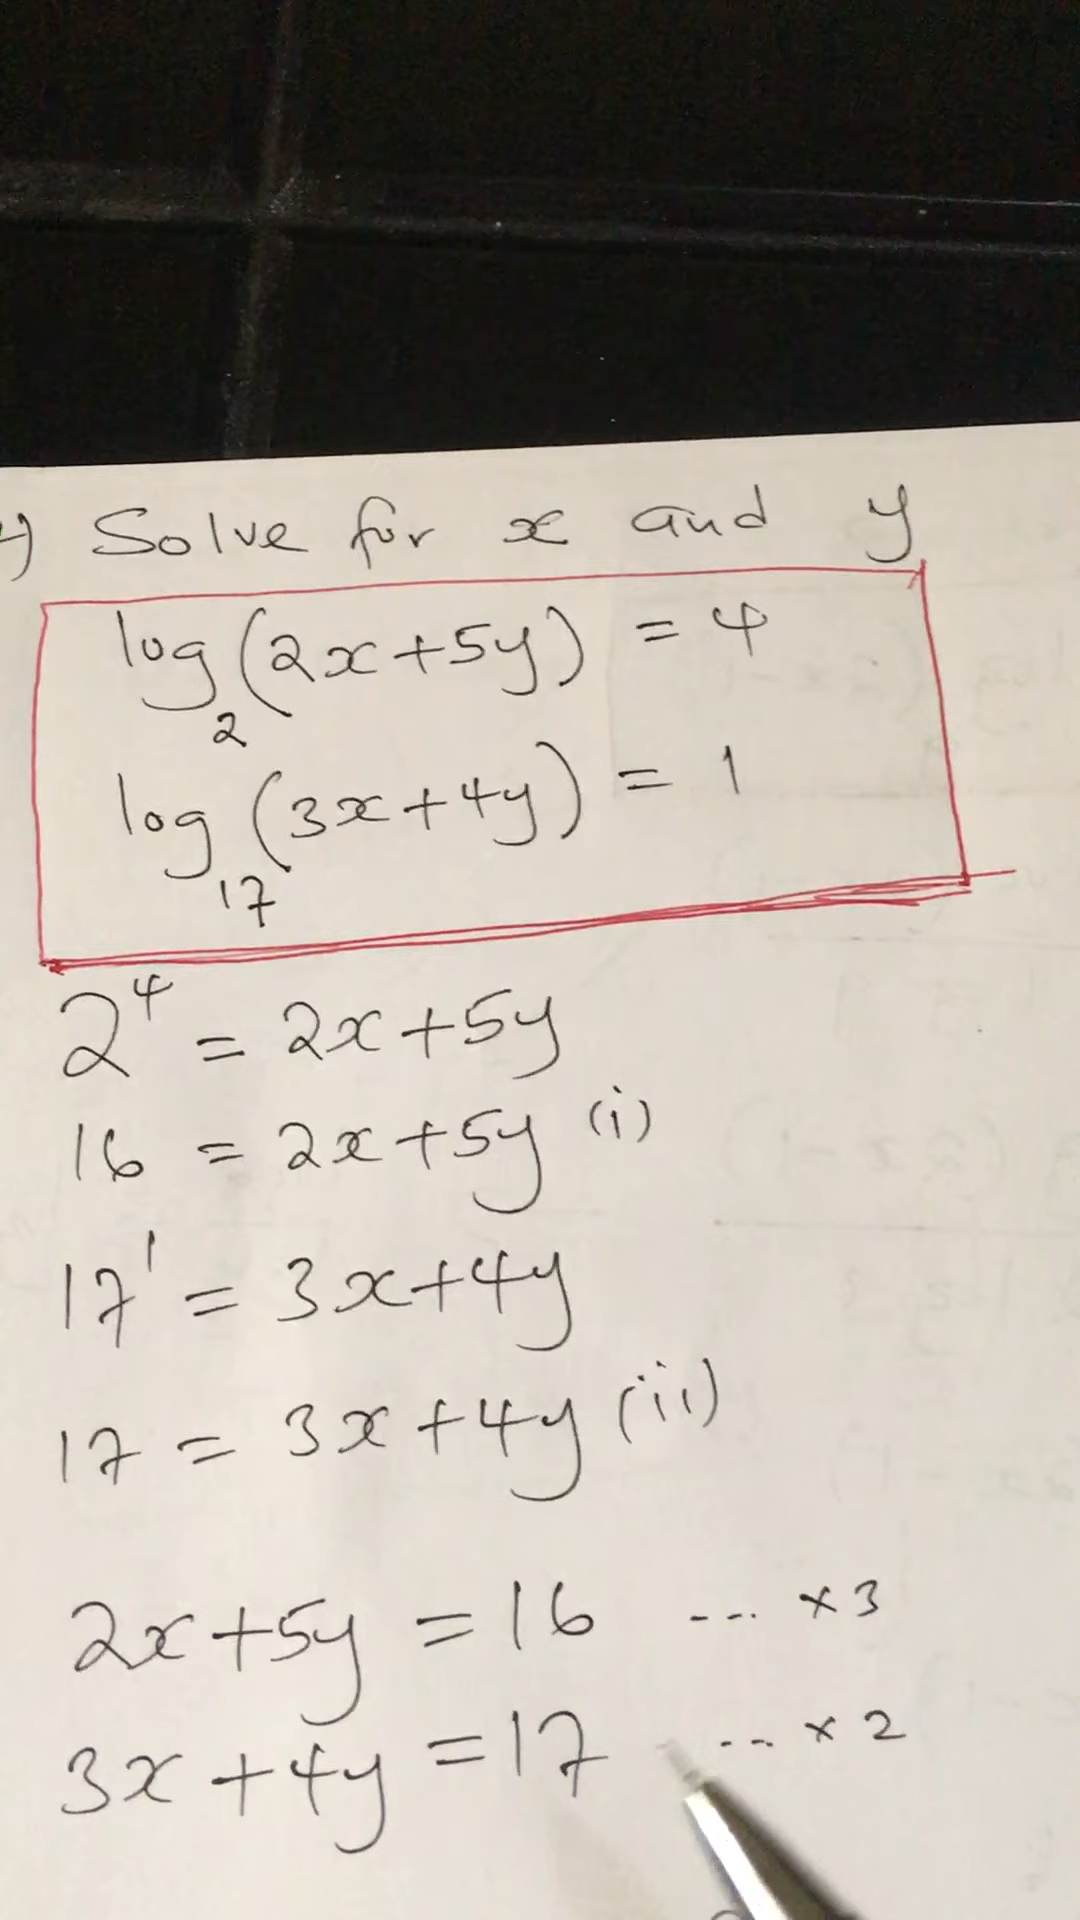 Solve for x and y
log₂(2x+5y) = 4
log₁₇(3x+4y) = 1
2⁴ = 2x+5y
16 = 2x+5y (i)
17¹ = 3x+4y
17 = 3x+4y (ii)
2x+5y = 16 --- ×3
3x+4y = 17 --- ×2